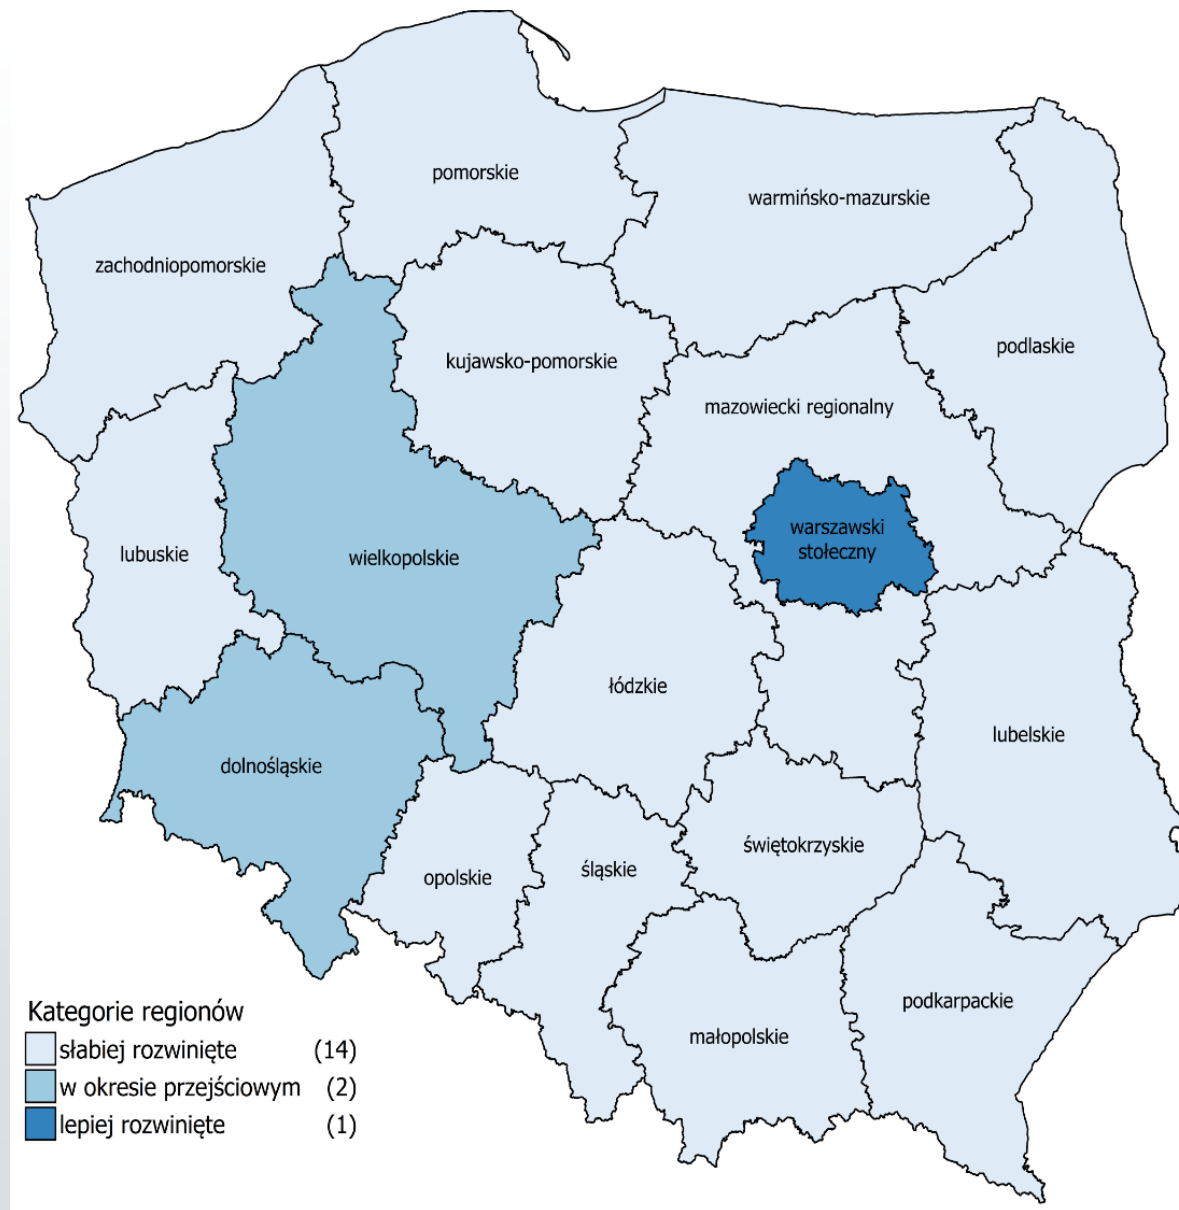 pomorskie
warmińsko-mazurskie
zachodniopomorskie
podlaskie
kujawsko-pomorskie
mazowiecki regionalny
warszawski
stołeczny
lubuskie
wielkopolskie
łódzkie
lubelskie
dolnośląskie
świętokrzyskie
śląskie
opolskie
podkarpackie
małopolskie
Kategorie regionów
słabiej rozwinięte (14)
w okresie przejściowym (2)
lepiej rozwinięte (1)